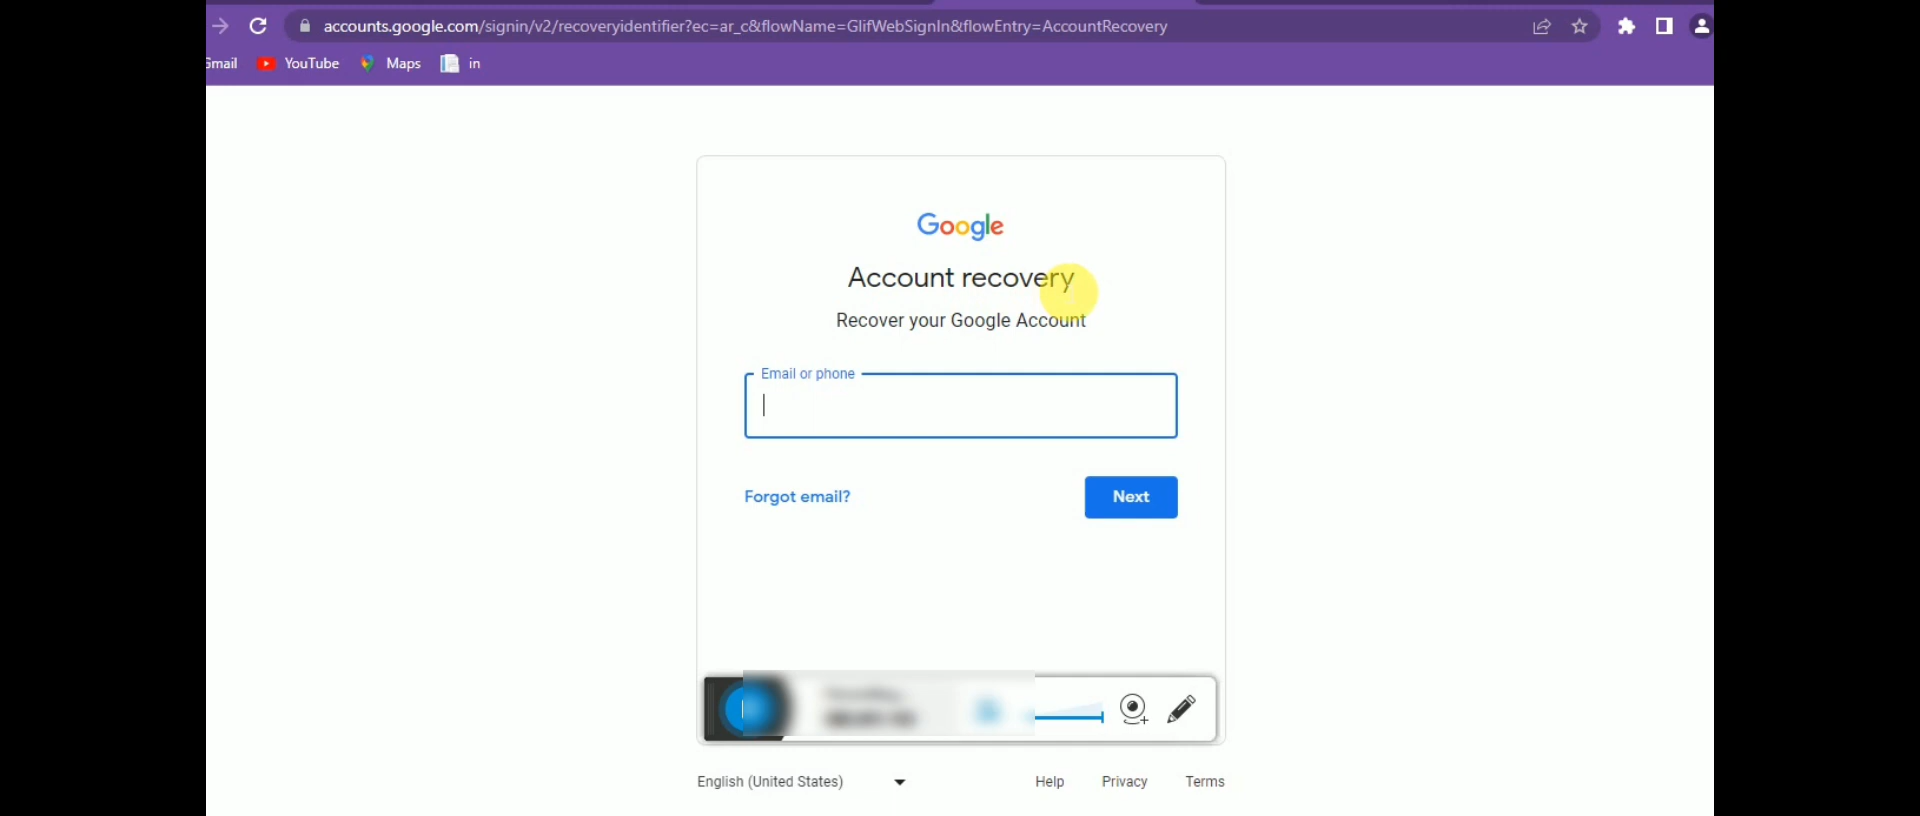 accounts.google.com/signin/v2/recoveryidentifier?ec=ar_c&flowName=GlifWebSignIn&flowEntry=AccountRecovery
Gmail YouTube Maps in
Google
Account recovery
Recover your Google Account
Email or phone
Forgot email? Next
English (United States) Help Privacy Terms